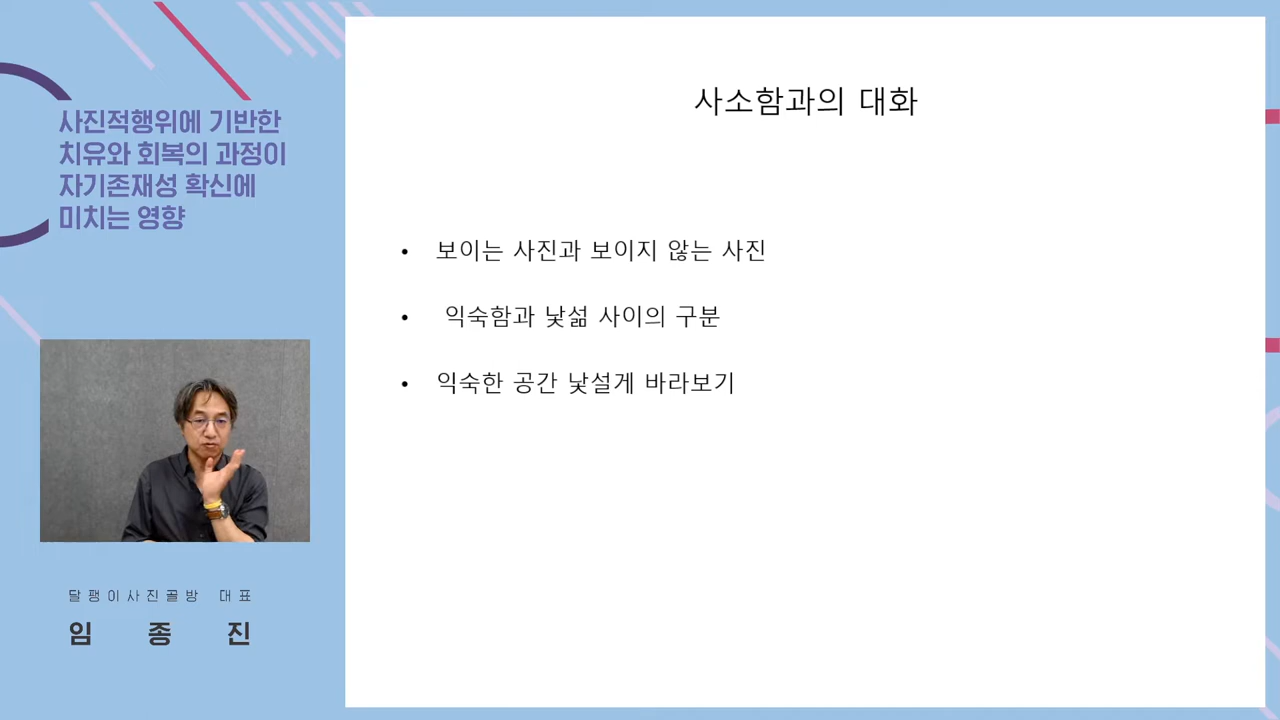 사진적행위에 기반한
치유와 회복의 과정이
자기존재성 확신에
미치는 영향
달팽이사진골방 대표
임종진
사소함과의 대화
• 보이는 사진과 보이지 않는 사진
• 익숙함과 낯섦 사이의 구분
• 익숙한 공간 낯설게 바라보기